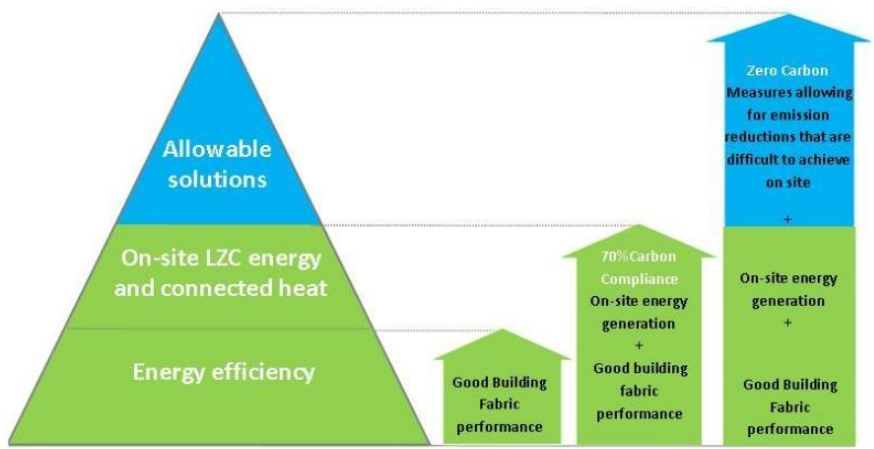 Allowable
solutions
On-site LZC energy
and connected heat
Energy efficiency
Good Building
Fabric
performance
70%Carbon
Compliance
On-site energy
generation
+
Good building
fabric
performance
Zero Carbon
Measures allowing
for emission
reductions that are
difficult to achieve
on site
+
On-site energy
generation
+
Good Building
Fabric
performance